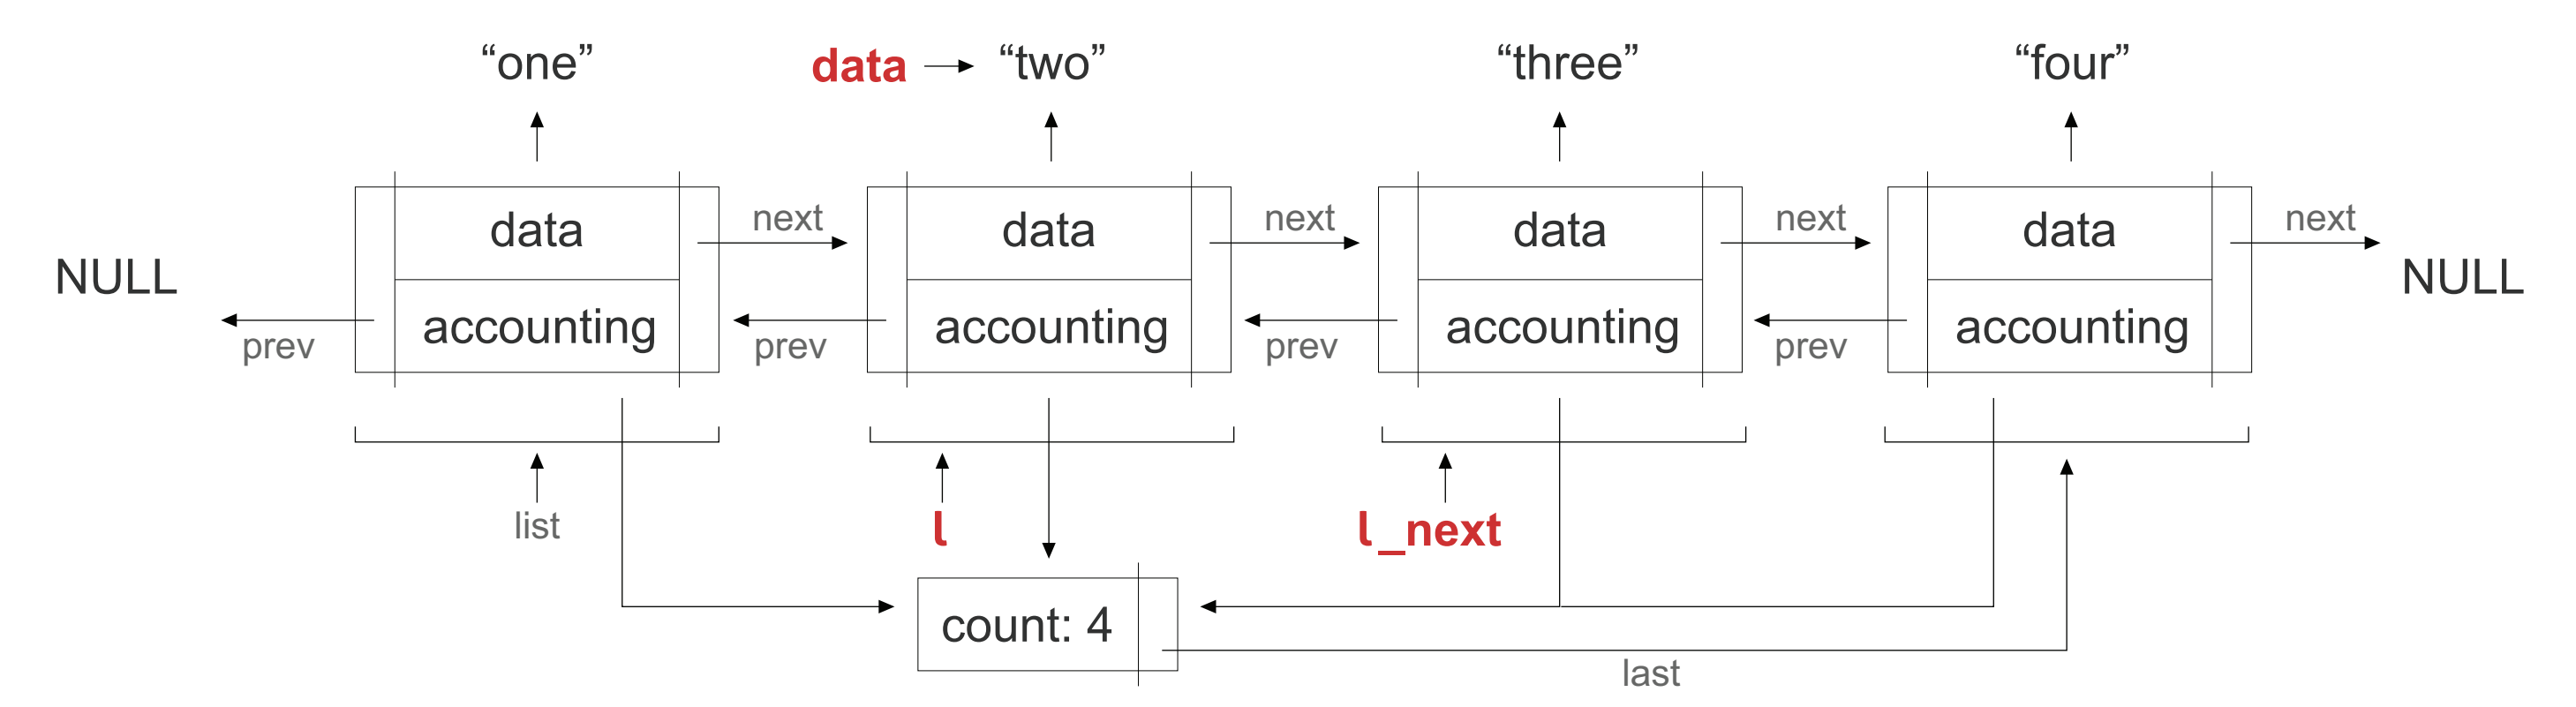 “one” data “two” “three” “four”
data next data next data next data next
NULL NULL
accounting accounting accounting accounting
prev prev prev prev
list l l_next
count: 4
last